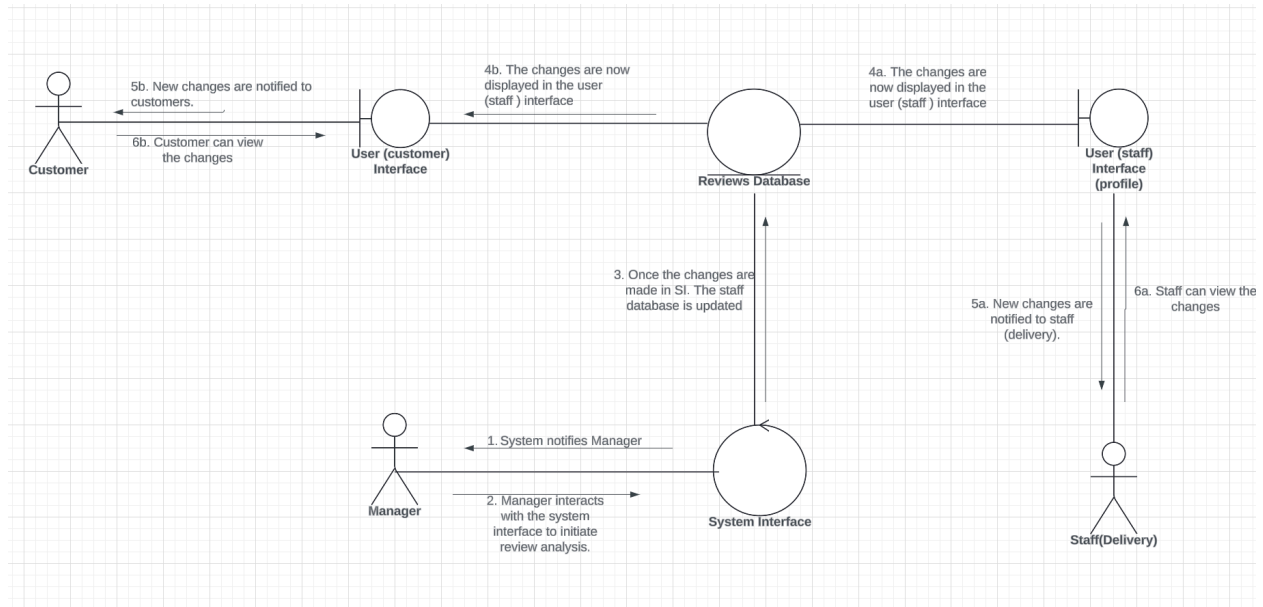 5b. New changes are notified to
customers.
6b. Customer can view
the changes
Customer
User (customer)
Interface
4b. The changes are now
displayed in the user
(staff ) interface
Reviews Database
4a. The changes are
now displayed in the
user (staff ) interface
User (staff)
Interface
(profile)
3. Once the changes are
made in SI. The staff
database is updated
5a. New changes are
notified to staff
(delivery).
6a. Staff can view the
changes
Manager
1. System notifies Manager
2. Manager interacts
with the system
interface to initiate
review analysis.
System Interface
Staff(Delivery)